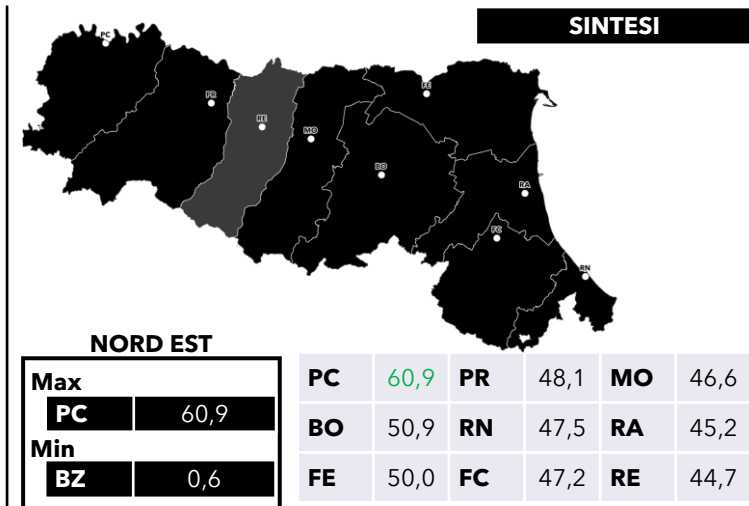 SINTESI
PC
PR
RE
MO
FE
BO
RA
FC
RN
NORD EST
Max
PC 60,9
Min
BZ 0,6
PC 60,9 PR 48,1 MO 46,6
BO 50,9 RN 47,5 RA 45,2
FE 50,0 FC 47,2 RE 44,7